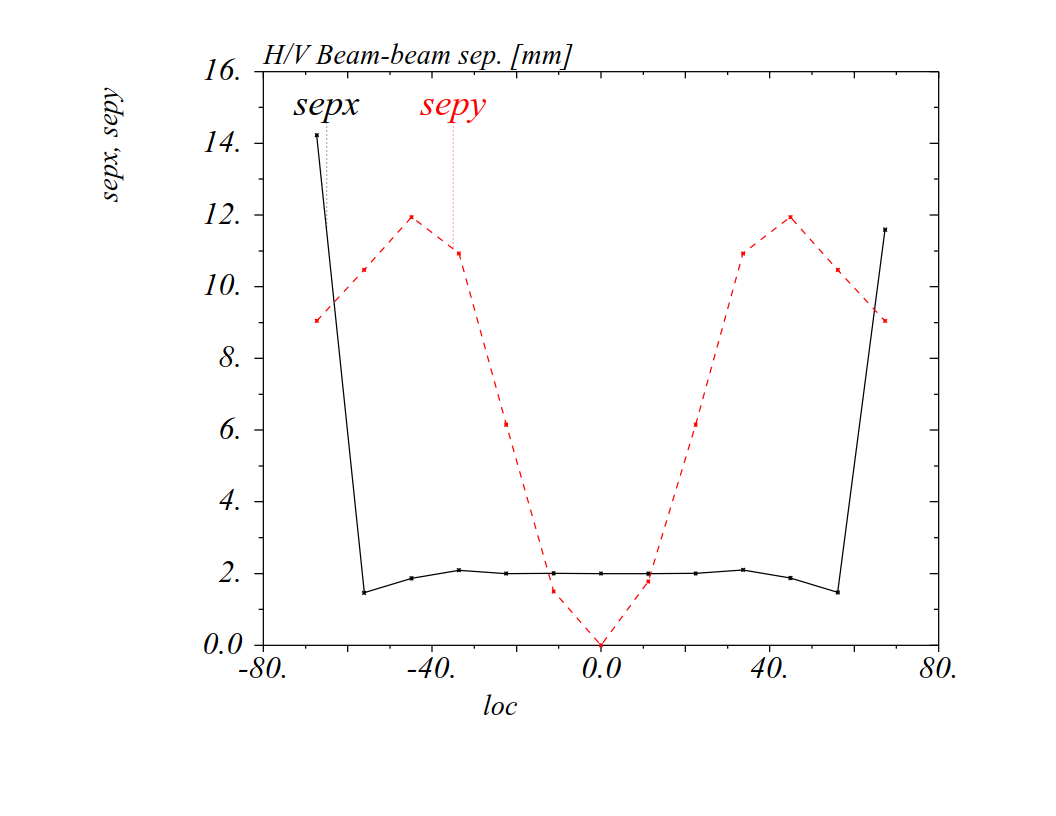 H/V Beam-beam sep. [mm]
16.
sepx sepy
14.
12.
10.
8.
6.
4.
2.
0.0
sepx, sepy
-80. -40. 0.0 40. 80.
loc